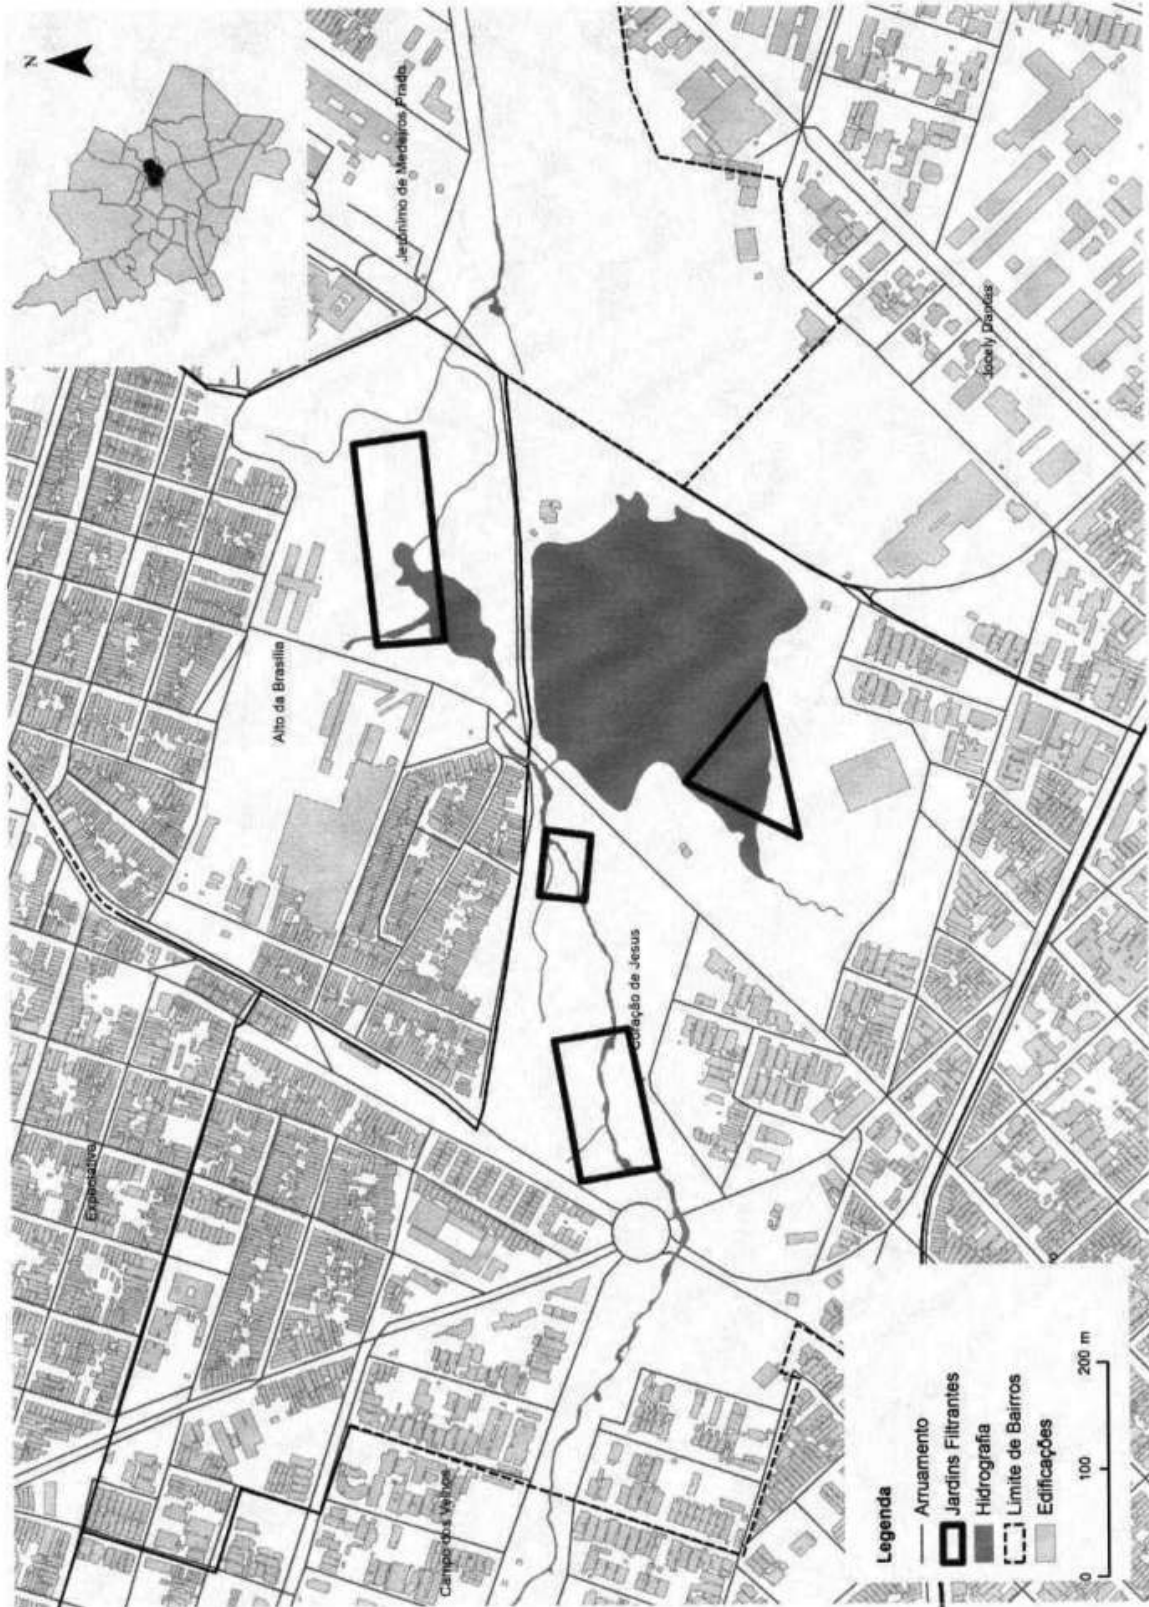 N
Jerônimo de Medeiros Prado
Alto da Brasília
Expectativa
Coração de Jesus
Jocely Dantas
Campo dos Velhos
Legenda
Arruamento
Jardins Filtrantes
Hidrografia
Limite de Bairros
Edificações
0 100 200 m